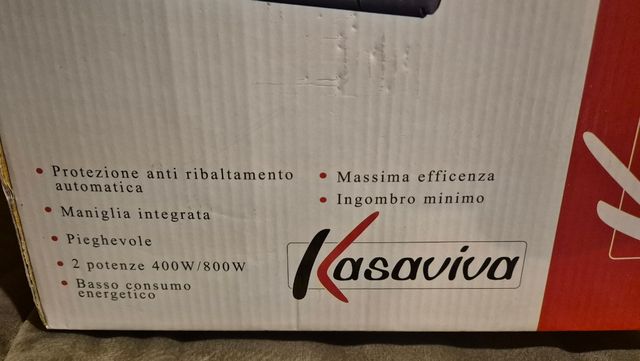 • Protezione anti ribaltamento
automatica
• Maniglia integrata
• Pieghevole
• 2 potenze 400W/800W
• Basso consumo
energetico
• Massima efficenza
• Ingombro minimo
Kasaviva